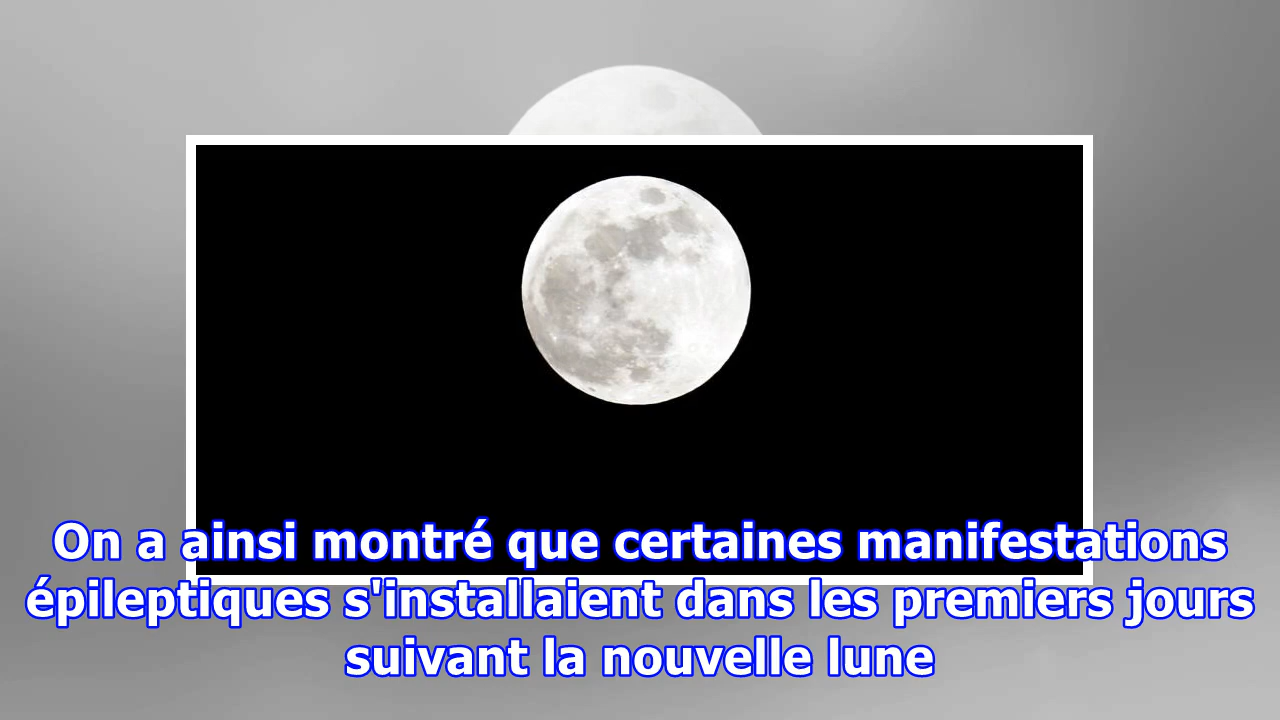 On a ainsi montré que certaines manifestations
épileptiques s'installaient dans les premiers jours
suivant la nouvelle lune